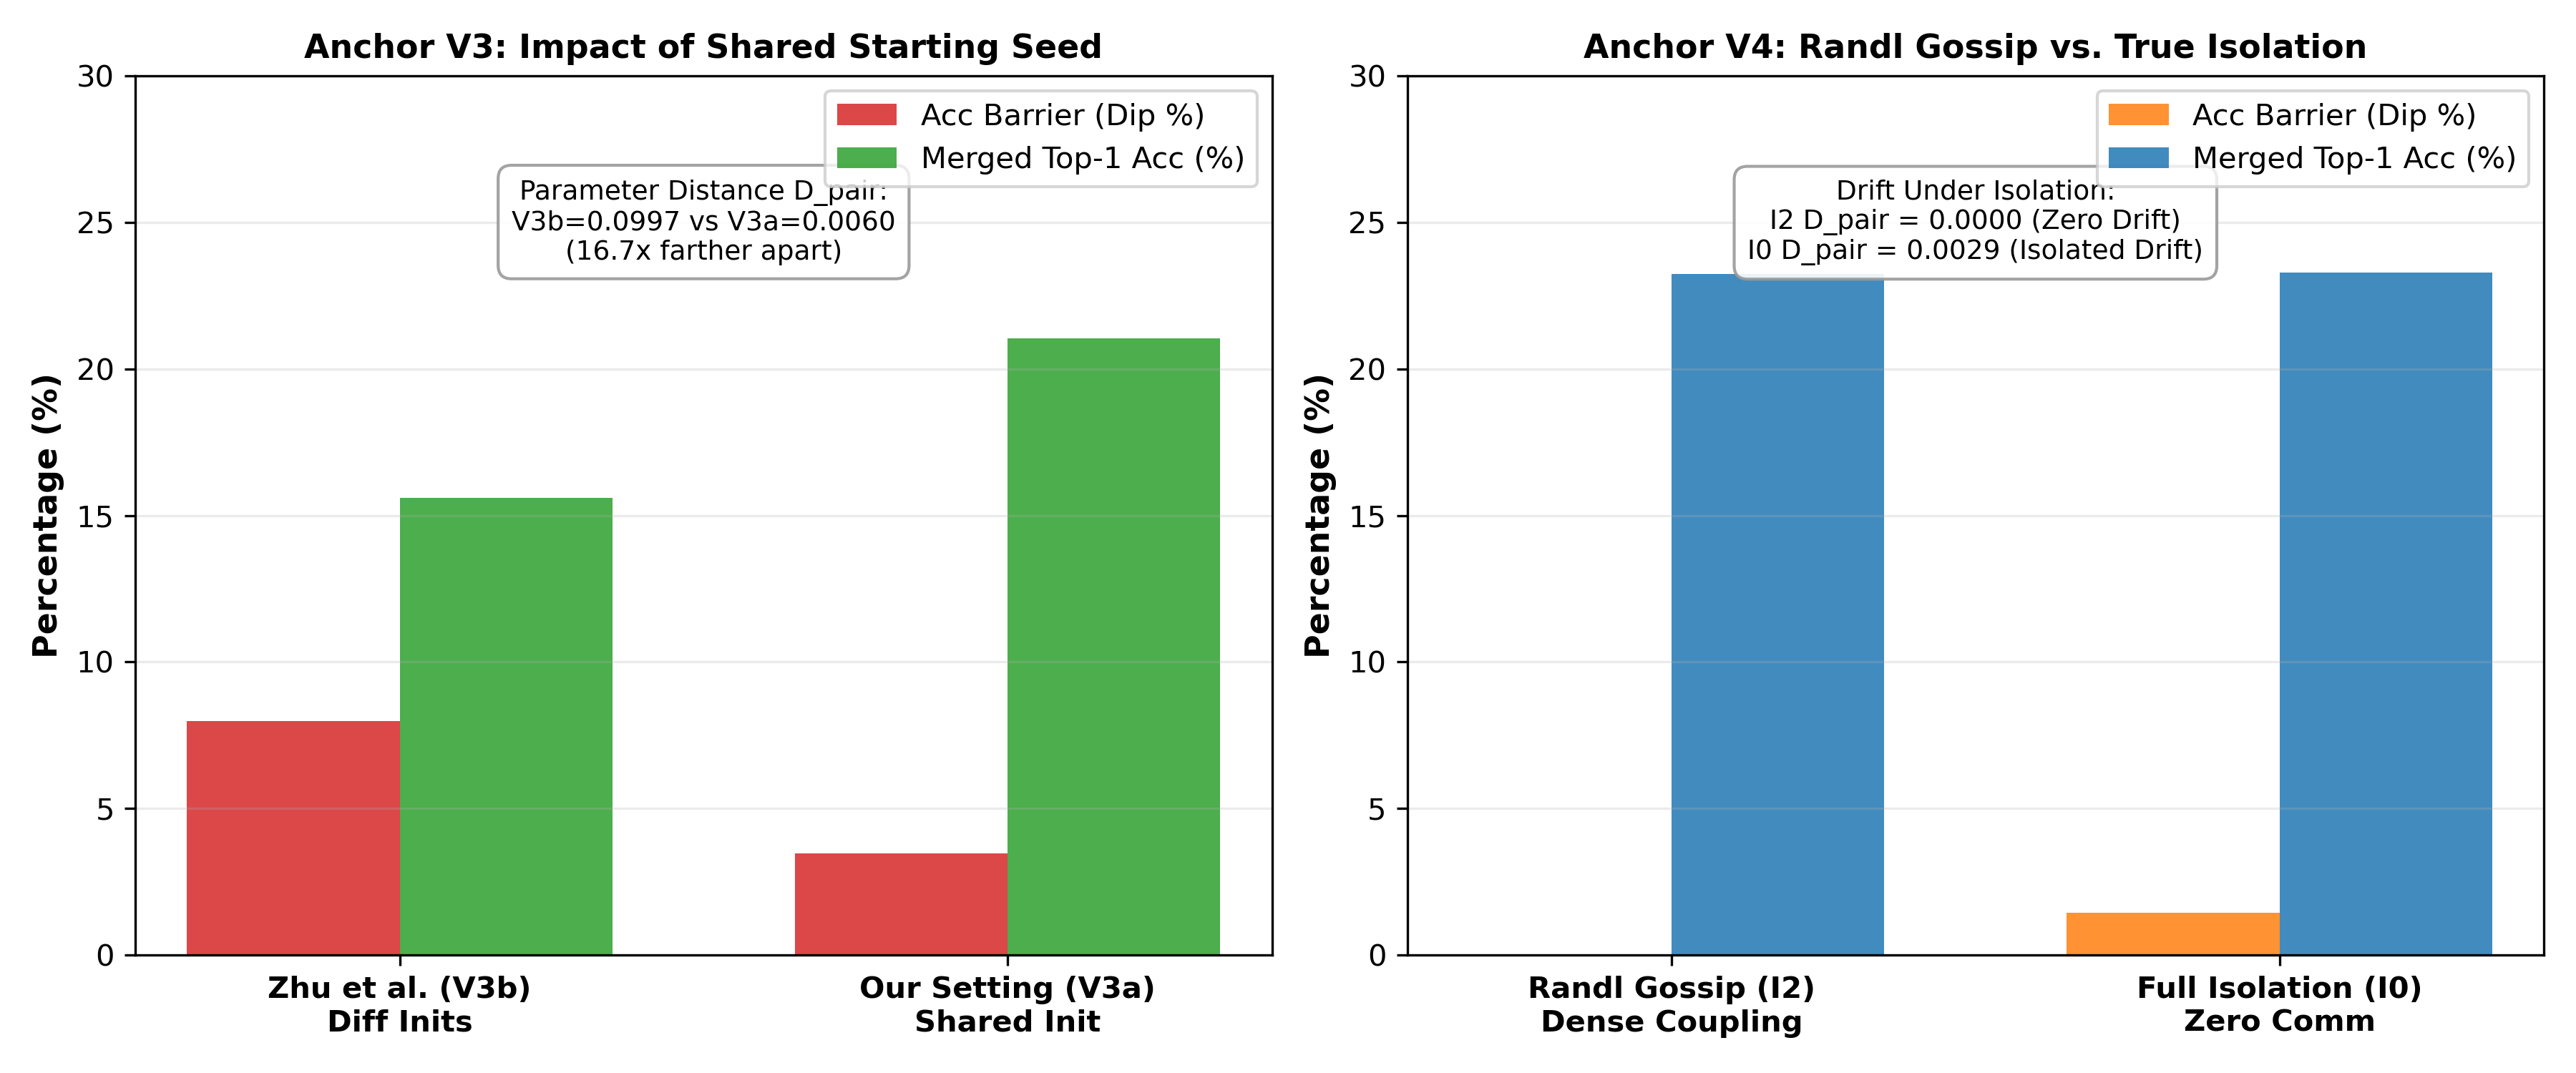 Anchor V3: Impact of Shared Starting Seed
Percentage (%)
30
25
20
15
10
5
0
Acc Barrier (Dip %)
Merged Top-1 Acc (%)
Parameter Distance D_pair:
V3b=0.0997 vs V3a=0.0060
(16.7x farther apart)
Zhu et al. (V3b)
Diff Inits
Our Setting (V3a)
Shared Init
Anchor V4: Randl Gossip vs. True Isolation
Percentage (%)
30
25
20
15
10
5
0
Acc Barrier (Dip %)
Merged Top-1 Acc (%)
Drift Under Isolation:
I2 D_pair = 0.0000 (Zero Drift)
I0 D_pair = 0.0029 (Isolated Drift)
Randl Gossip (I2)
Dense Coupling
Full Isolation (I0)
Zero Comm